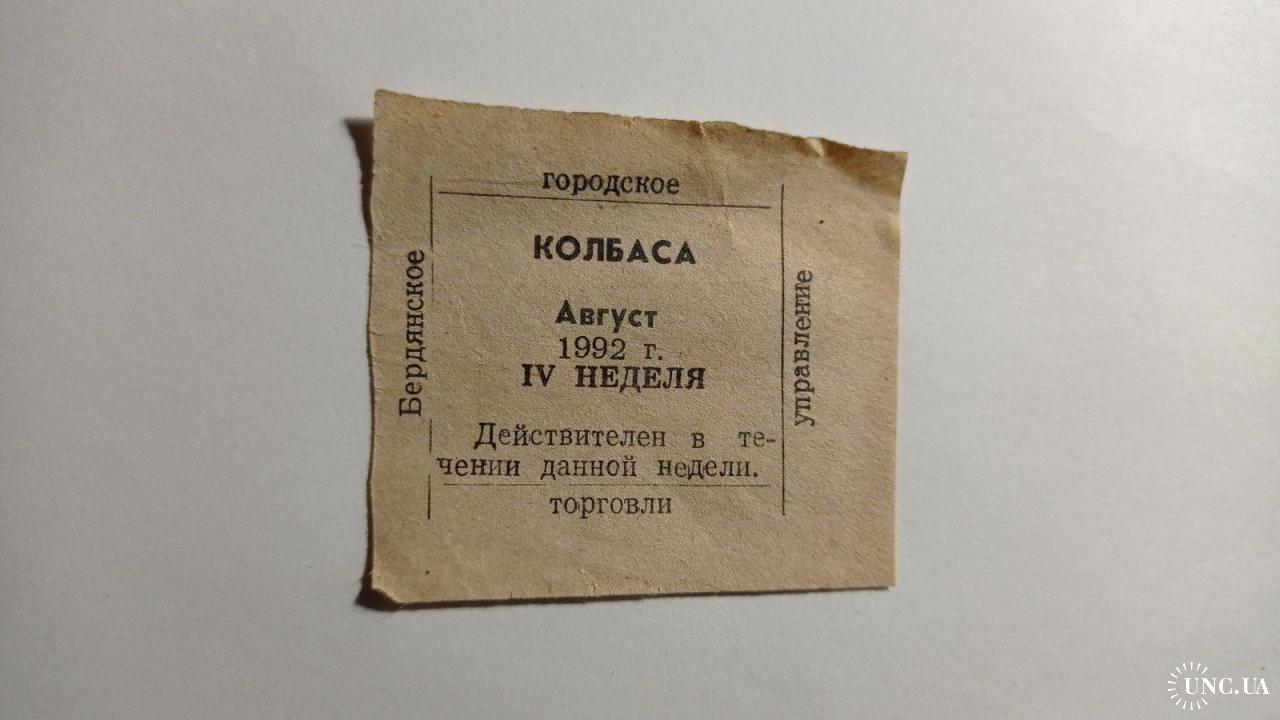 городское
Бердянское
КОЛБАСА
Август
1992 г.
IV НЕДЕЛЯ
Действителен в те-
чении данной недели.
управление
торговли
UNC.UA